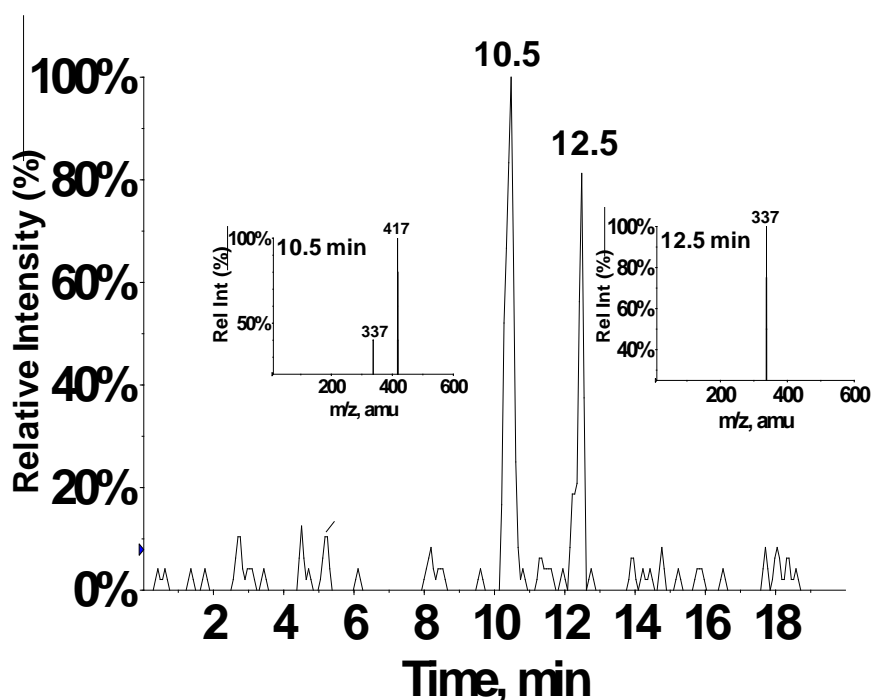 10.5
12.5
Relative Intensity (%)
100%
80%
60%
40%
20%
0%
2 4 6 8 10 12 14 16 18
Time, min
10.5 min
Rel Int (%)
100%
50%
417
337
200 400 600
m/z, amu
12.5 min
Rel Int (%)
100%
80%
60%
40%
337
200 400 600
m/z, amu